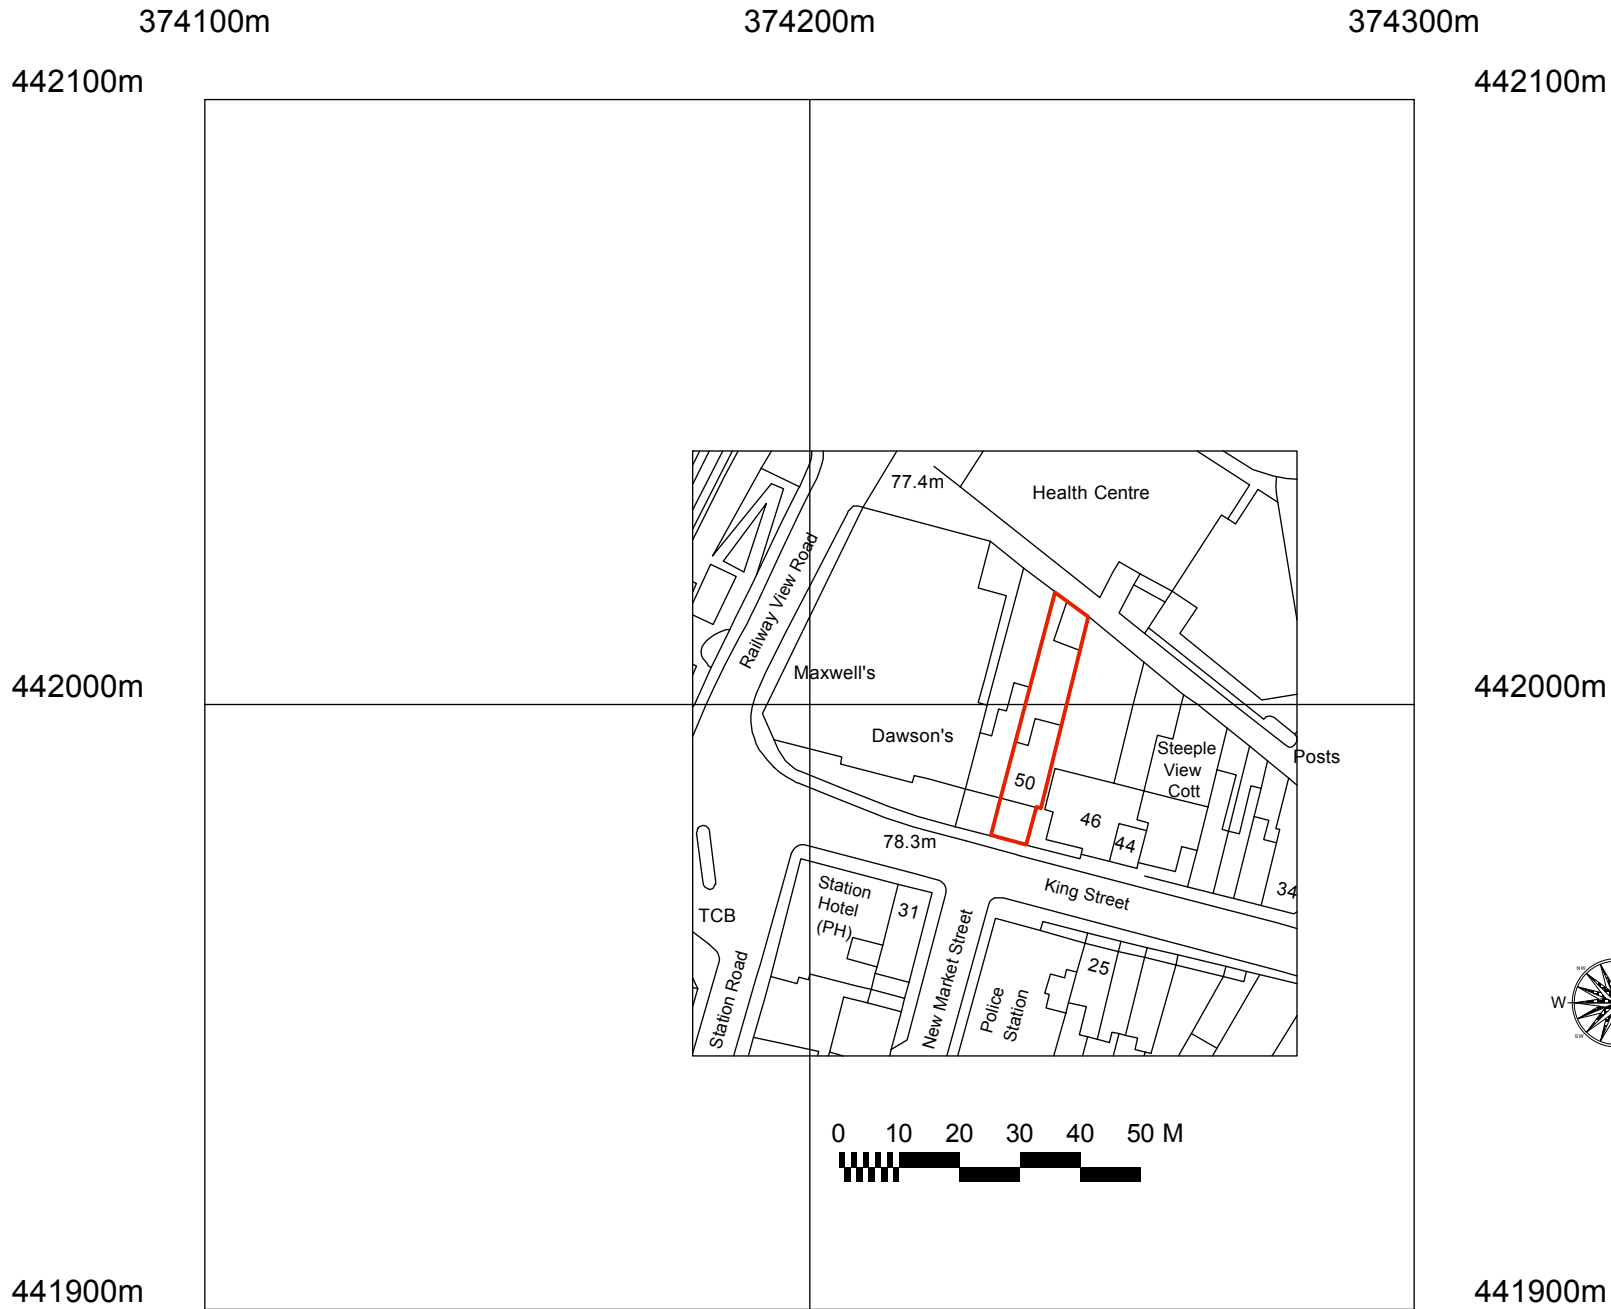 374100m 374200m 374300m
442100m 442100m
77.4m
Health Centre
Railway View Road
Maxwell's
442000m 442000m
Dawson's
Steeple
View
Cott
Posts
50
46
44
78.3m
King Street
34
Station
Hotel
(PH)
31
TCB
New Market Street
Station Road
Police
Station
25
NW
W
SW
0 10 20 30 40 50 M
441900m 441900m